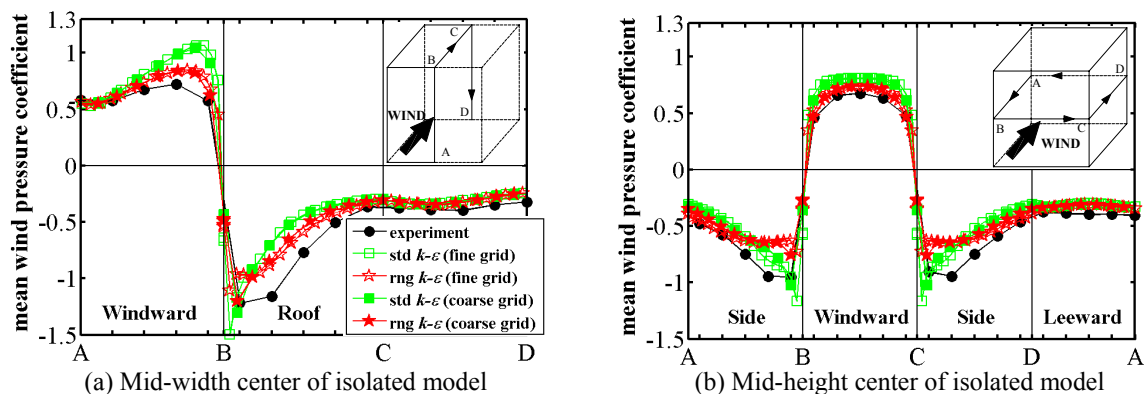 mean wind pressure coefficient
1.3
1
0.5
0
-0.5
-1
-1.5
C
B
WIND
D
A
experiment
std k-ε (fine grid)
rng k-ε (fine grid)
std k-ε (coarse grid)
rng k-ε (coarse grid)
Windward
Roof
A
B
C
D
(a) Mid-width center of isolated model
mean wind pressure coefficient
1.3
1
0.5
0
-0.5
-1
-1.5
D
A
B
C
WIND
Side
Windward
Side
Leeward
A
B
C
D
A
(b) Mid-height center of isolated model